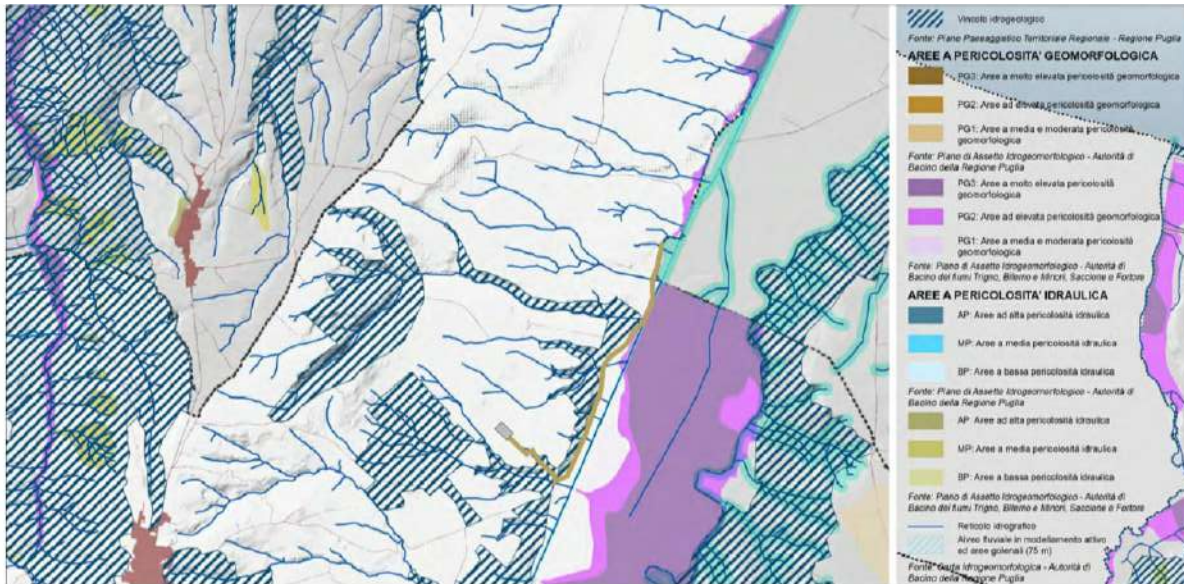 Vincolo idrogeologico
Fonte: Piano Paesaggistico Territoriale Regionale - Regione Puglia
AREE A PERICOLOSITA' GEOMORFOLOGICA
PG3: Aree a molto elevata pericolosità geomorfologica
PG2: Aree ad elevata pericolosità geomorfologica
PG1: Aree a media e moderata pericolosità
geomorfologica
Fonte: Piano di Assetto Idrogeomorfologico - Autorità di
Bacino della Regione Puglia
PG3: Aree a molto elevata pericolosità
geomorfologica
PG2: Aree ad elevata pericolosità geomorfologica
PG1: Aree a media e moderata pericolosità
geomorfologica
Fonte: Piano di Assetto Idrogeomorfologico - Autorità di
Bacino dei fiumi Trigno, Biferno e Minori, Saccione e Fortore
AREE A PERICOLOSITA' IDRAULICA
AP: Aree ad alta pericolosità idraulica
MP: Aree a media pericolosità idraulica
BP: Aree a bassa pericolosità idraulica
Fonte: Piano di Assetto Idrogeomorfologico - Autorità di
Bacino della Regione Puglia
AP: Aree ad alta pericolosità idraulica
MP: Aree a media pericolosità idraulica
BP: Aree a bassa pericolosità idraulica
Fonte: Piano di Assetto Idrogeomorfologico - Autorità di
Bacino dei fiumi Trigno, Biferno e Minori, Saccione e Fortore
Reticolo idrografico
Alveo fluviale in modellamento attivo
ed aree golenali (75 m)
Fonte: Carta Idrogeomorfologica - Autorità di
Bacino della Regione Puglia